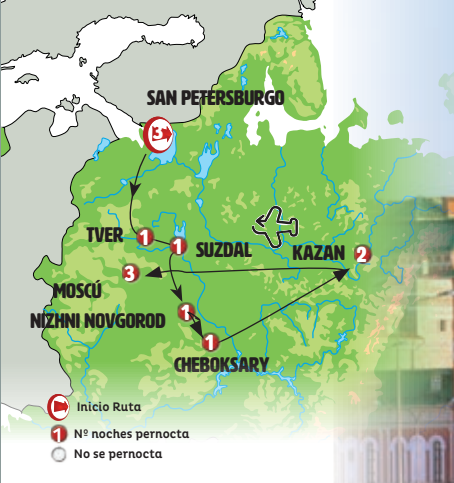 SAN PETERSBURGO
3
TVER
1
1
SUZDAL
KAZAN
2
3
MOSCÚ
1
NIZHNI NOVGOROD
1
CHEBOKSARY
Inicio Ruta
1 Nº noches pernocta
No se pernocta